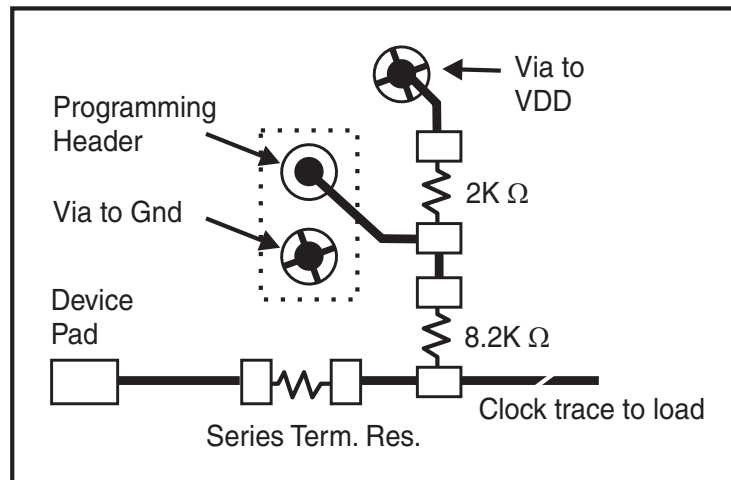 Via to
VDD
Programming
Header
2K Ω
Via to Gnd
Device
Pad
8.2K Ω
Clock trace to load
Series Term. Res.